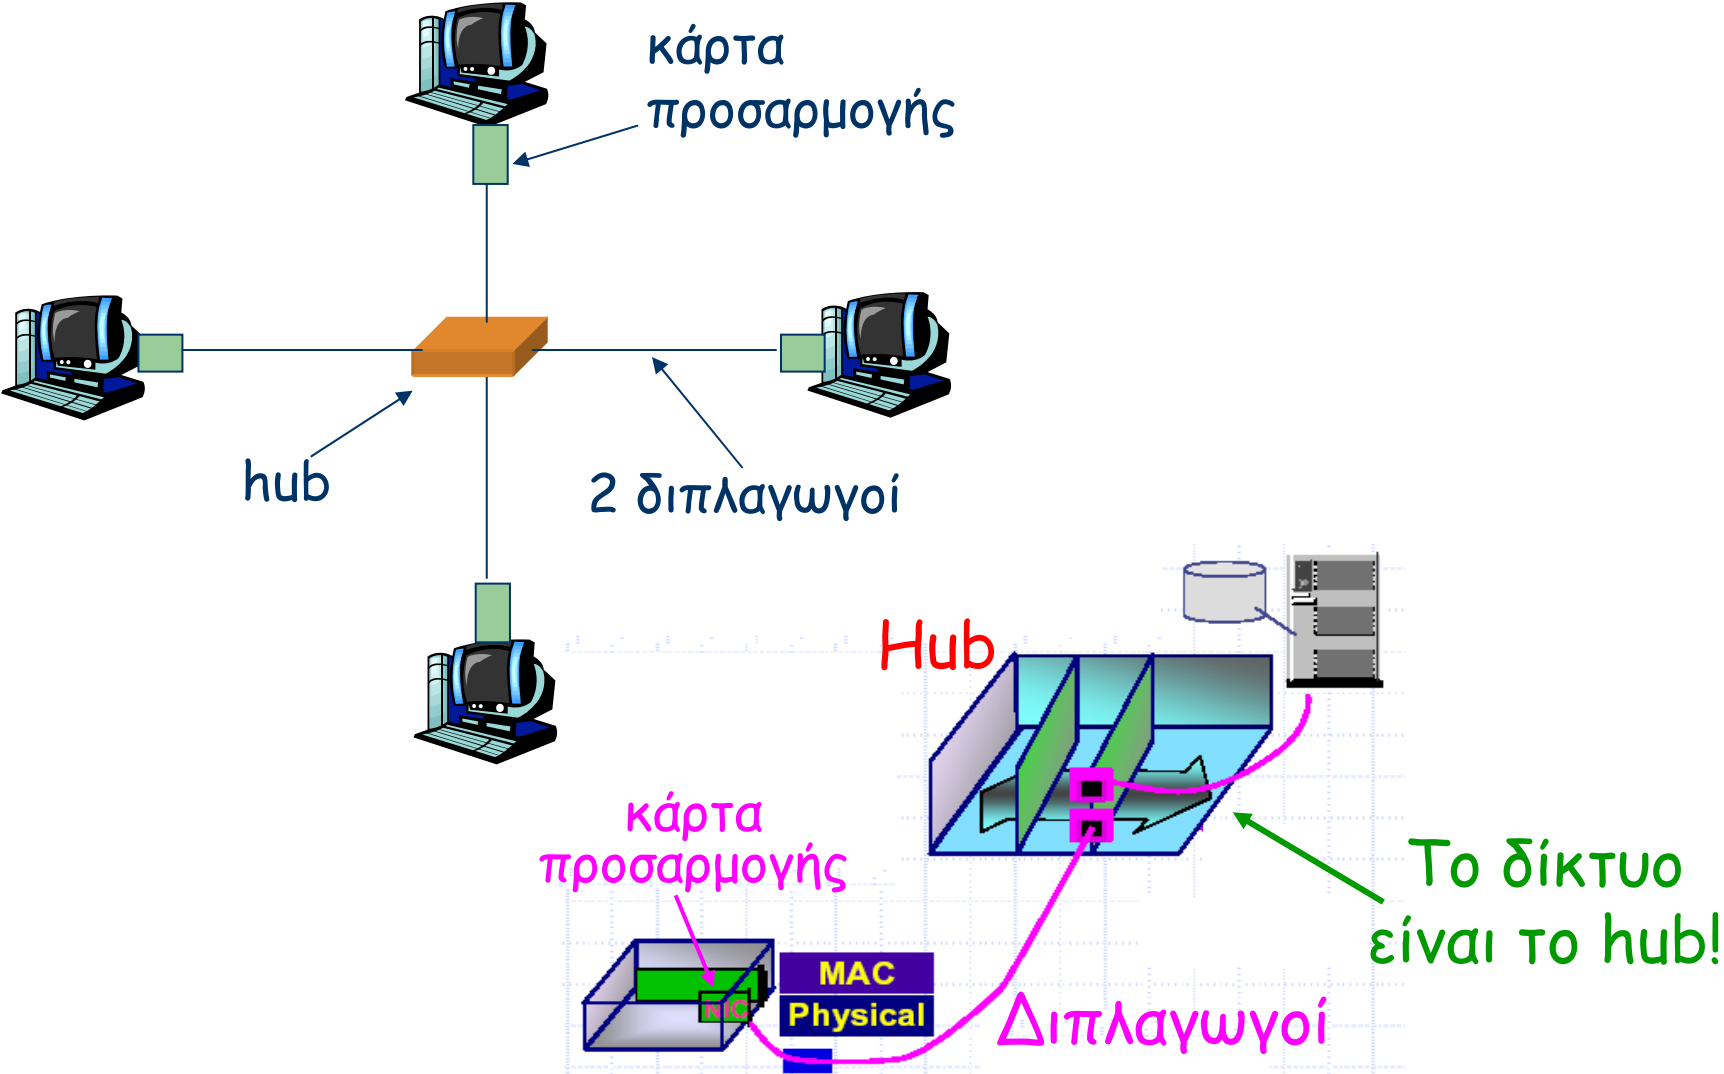 κάρτα
προσαρμογής
hub
2 διπλαγωγοί
Hub
κάρτα
προσαρμογής
Το δίκτυο
είναι το hub!
MAC
NIC
Physical
Διπλαγωγοί